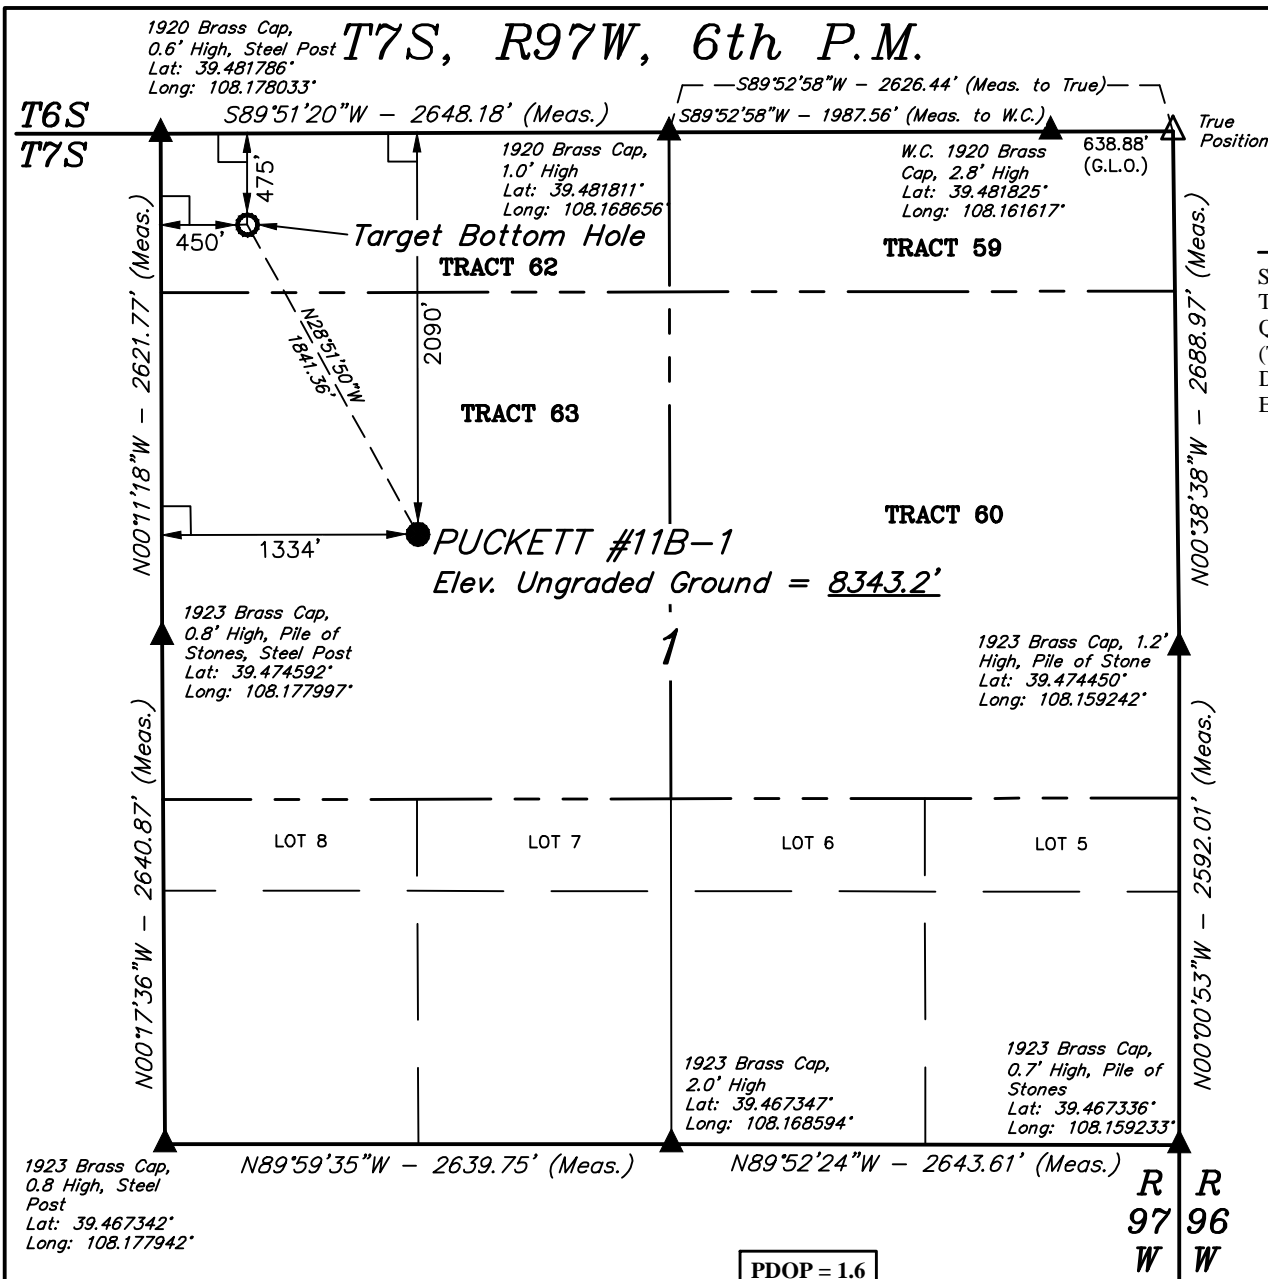 T7S, R97W, 6th P.M.
1920 Brass Cap,
0.6' High, Steel Post
Lat: 39.481786°
Long: 108.178033°
S89°52'58"W – 2626.44' (Meas. to True)
T6S
T7S
S89°51'20"W – 2648.18' (Meas.)
S89°52'58"W – 1987.56' (Meas. to W.C.)
True
Position
638.88'
(G.L.O.)
475'
1920 Brass Cap,
1.0' High
Lat: 39.481811°
Long: 108.168656°
W.C. 1920 Brass
Cap, 2.8' High
Lat: 39.481825°
Long: 108.161617°
450'
Target Bottom Hole
TRACT 62
TRACT 59
N00°11'18"W – 2621.77' (Meas.)
N28°51'50"W
1841.36'
2090'
N00°38'38"W – 2688.97' (Meas.)
S
T
Q
(
D
E
TRACT 63
TRACT 60
1334'
PUCKETT #11B–1
Elev. Ungraded Ground = 8343.2'
1923 Brass Cap,
0.8' High, Pile of
Stones, Steel Post
Lat: 39.474592°
Long: 108.177997°
1
1923 Brass Cap, 1.2'
High, Pile of Stone
Lat: 39.474450°
Long: 108.159242°
N00°17'36"W – 2640.87' (Meas.)
N00°00'53"W – 2592.01' (Meas.)
LOT 8
LOT 7
LOT 6
LOT 5
1923 Brass Cap,
2.0' High
Lat: 39.467347°
Long: 108.168594°
1923 Brass Cap,
0.7' High, Pile of
Stones
Lat: 39.467336°
Long: 108.159233°
N89°59'35"W – 2639.75' (Meas.)
N89°52'24"W – 2643.61' (Meas.)
1923 Brass Cap,
0.8 High, Steel
Post
Lat: 39.467342°
Long: 108.177942°
R R
97 96
W W
PDOP = 1.6